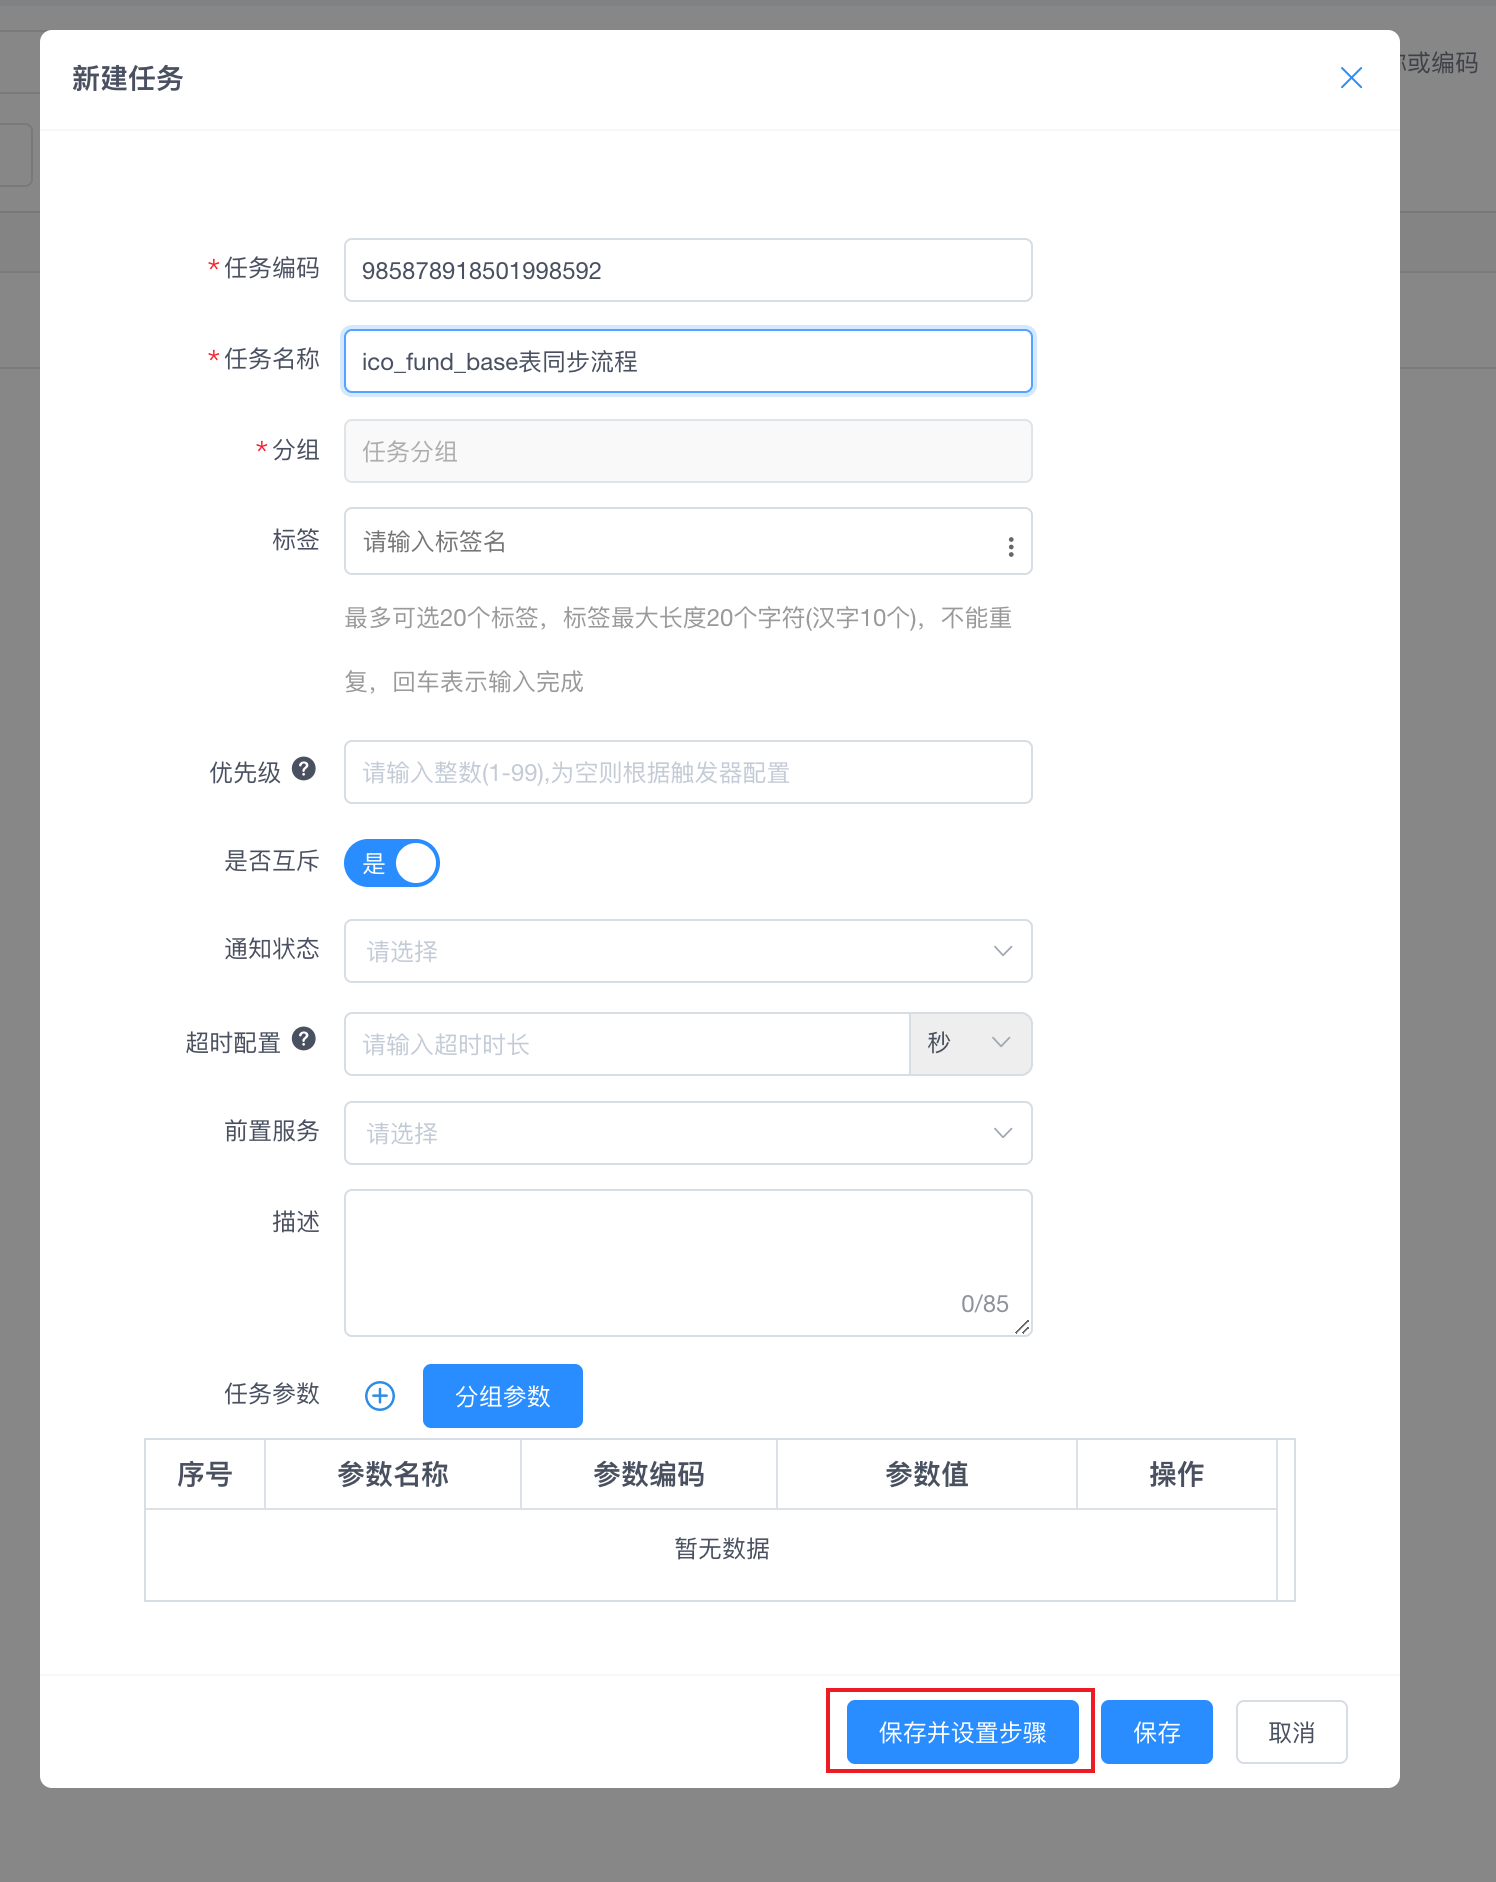 新建任务
称或编码
*任务编码
985878918501998592
*任务名称
ico_fund_base表同步流程
*分组
任务分组
标签
请输入标签名
最多可选20个标签，标签最大长度20个字符(汉字10个)，不能重
复，回车表示输入完成
优先级
请输入整数(1-99),为空则根据触发器配置
是否互斥
是
通知状态
请选择
超时配置
请输入超时时长
秒
前置服务
请选择
描述
0/85
任务参数
分组参数
序号 参数名称 参数编码 参数值 操作
暂无数据
保存并设置步骤 保存 取消